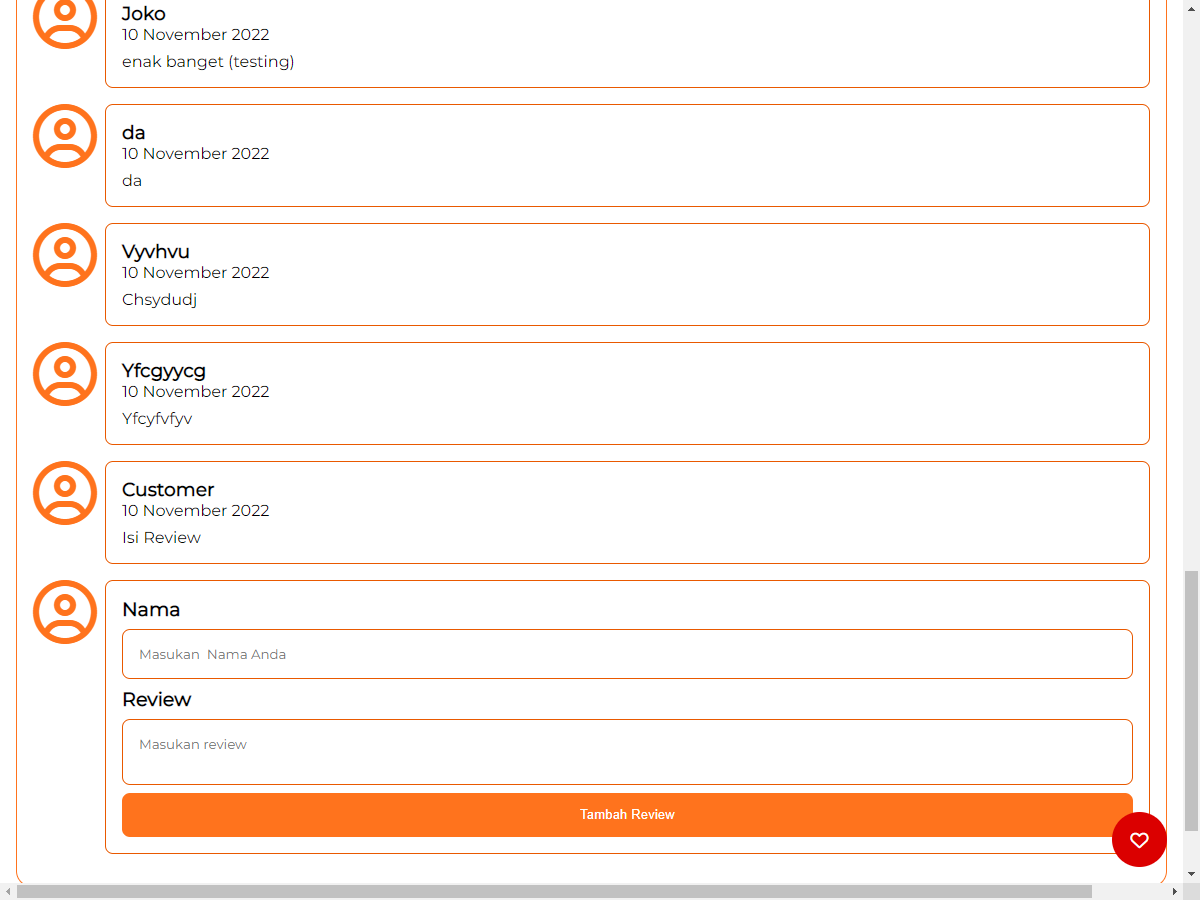 Joko
10 November 2022
enak banget (testing)
da
10 November 2022
da
Vyvhvu
10 November 2022
Chsydudj
Yfcgyycg
10 November 2022
Yfcyfvfyv
Customer
10 November 2022
Isi Review
Nama
Masukan  Nama Anda
Review
Masukan review
Tambah Review